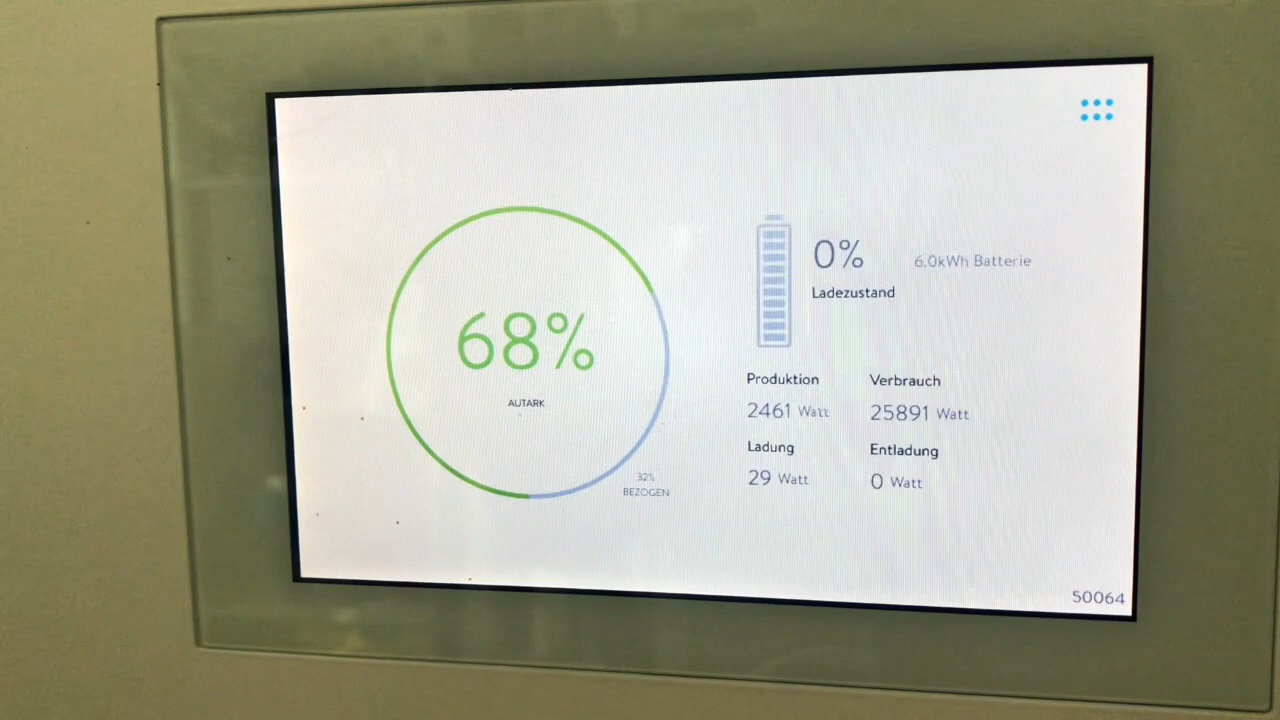 0%
6.0kWh Batterie
Ladezustand
68%
AUTARK
Produktion
Verbrauch
2461 Watt
25891 Watt
Ladung
Entladung
29 Watt
0 Watt
32%
BEZOGEN
50064